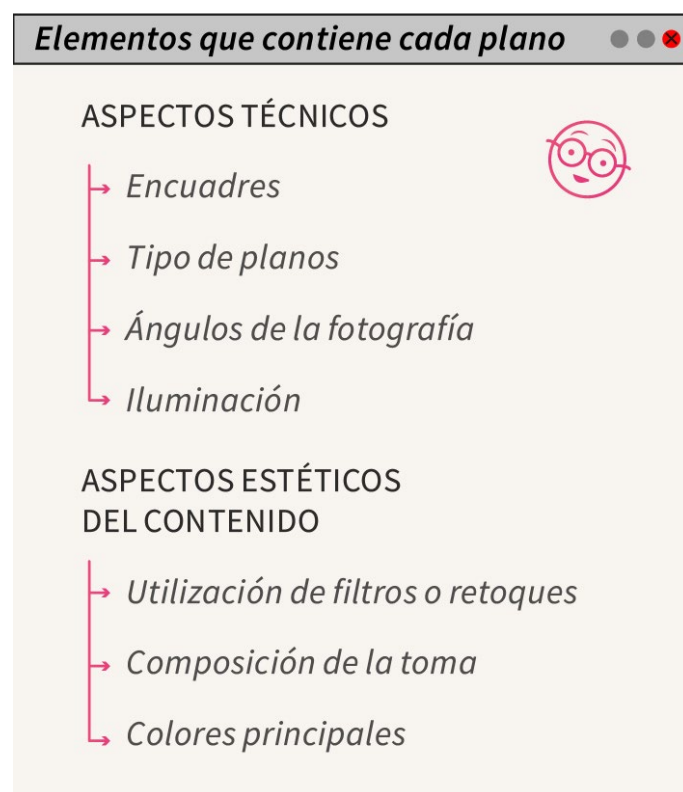 Elementos que contiene cada plano
ASPECTOS TÉCNICOS
Encuadres
Tipo de planos
Ángulos de la fotografía
Iluminación
ASPECTOS ESTÉTICOS
DEL CONTENIDO
Utilización de filtros o retoques
Composición de la toma
Colores principales